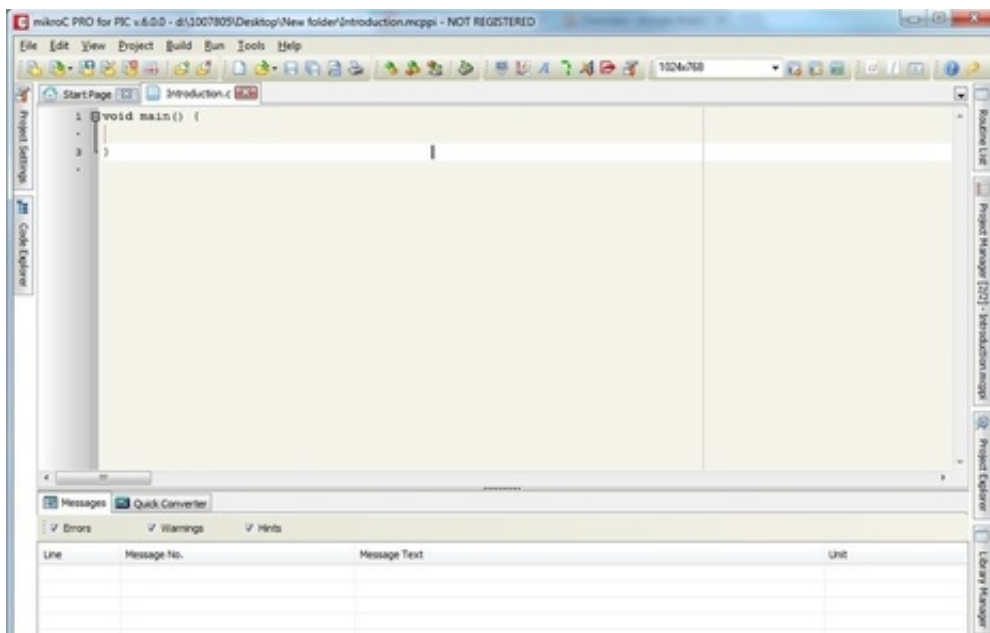 mikroC PRO for PIC v.6.0.0 - d:\1007805\Desktop\New folder\Introduction.mcppi - NOT REGISTERED
File Edit View Project Build Run Tools Help
1024x768
Start Page
Introduction.c
1 void main() {
3 }
Project Settings
Code Explorer
Routine List
Project Manager [2/2] - Introduction.mcppi
Project Explorer
Library Manager
Messages Quick Converter
Errors Warnings Hints
Line Message No. Message Text Unit